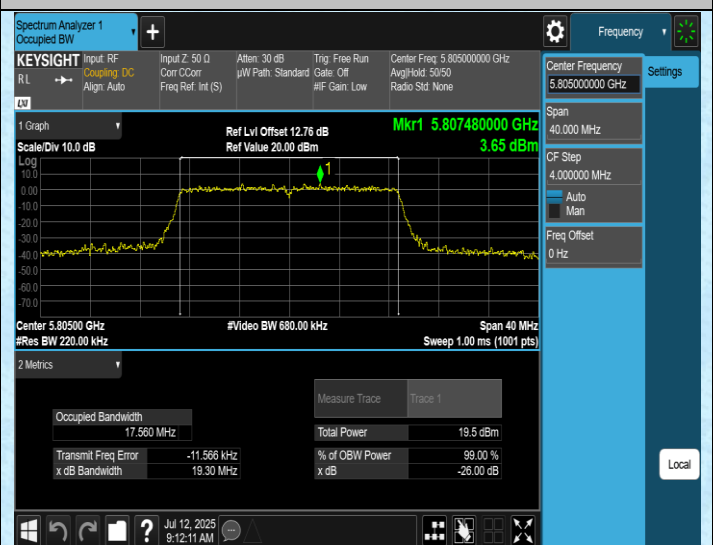 Spectrum Analyzer 1
Occupied BW
+
Frequency
KEYSIGHT Input: RF Input Z: 50 Ω Atten: 30 dB Trig: Free Run Center Freq: 5.805000000 GHz
RL Coupling: DC Corr CCorr µW Path: Standard Gate: Off Avg|Hold: 50/50
Align: Auto Freq Ref: Int (S) #IF Gain: Low Radio Std: None
LXI
Center Frequency
5.805000000 GHz
Settings
Span
40.000 MHz
CF Step
4.000000 MHz
Auto
Man
Freq Offset
0 Hz
1 Graph
Ref Lvl Offset 12.76 dB
Mkr1 5.807480000 GHz
Scale/Div 10.0 dB
Ref Value 20.00 dBm
3.65 dBm
Log
10.0
0.00
-10.0
-20.0
-30.0
-40.0
-50.0
-60.0
-70.0
1
Center 5.80500 GHz #Video BW 680.00 kHz Span 40 MHz
#Res BW 220.00 kHz Sweep 1.00 ms (1001 pts)
2 Metrics
Measure Trace Trace 1
Occupied Bandwidth
17.560 MHz
Total Power 19.5 dBm
Transmit Freq Error -11.566 kHz
% of OBW Power 99.00 %
x dB Bandwidth 19.30 MHz
x dB -26.00 dB
Local
?
Jul 12, 2025
9:12:11 AM